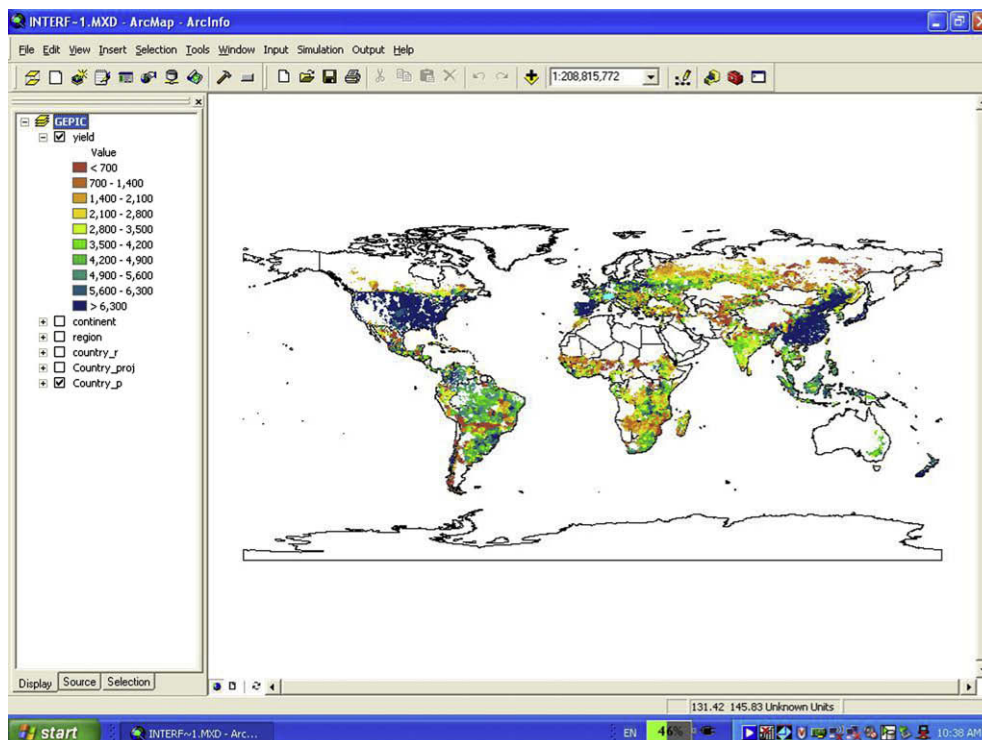 INTERF~1.MXD - ArcMap - ArcInfo
File Edit View Insert Selection Tools Window Input Simulation Output Help
1:208,815,772
GEPIC
yield
Value
< 700
700 - 1,400
1,400 - 2,100
2,100 - 2,800
2,800 - 3,500
3,500 - 4,200
4,200 - 4,900
4,900 - 5,600
5,600 - 6,300
> 6,300
continent
region
country_r
Country_proj
Country_p
Display Source Selection
131.42 145.83 Unknown Units
start INTERF~1.MXD - Arc... EN 46% 10:38 AM